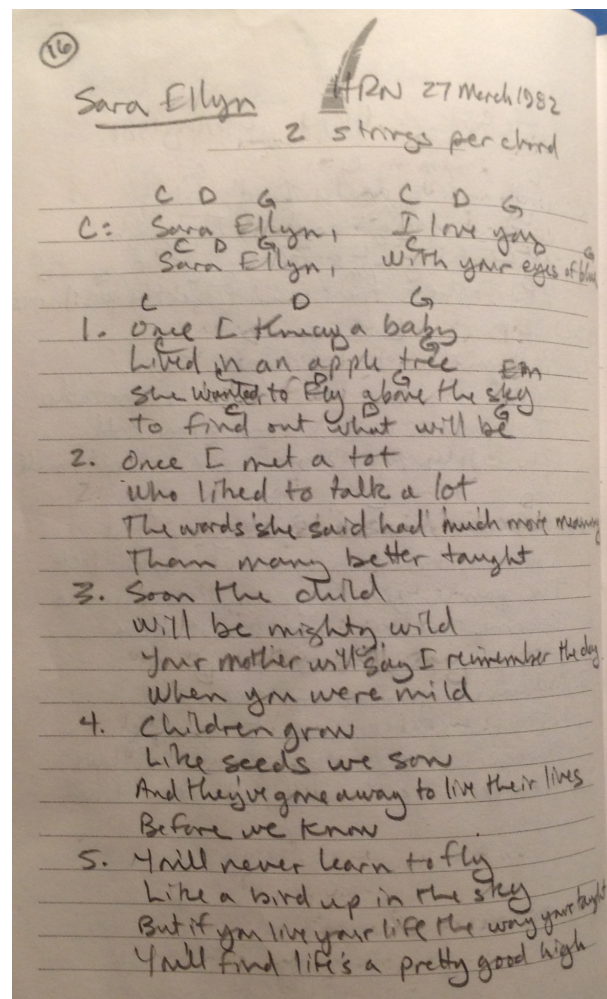 16
Sara Ellyn HRN 27 March 1982
2 strings per chord
C D G C D G
C: Sara Ellyn, I love you
C D G C D G
Sara Ellyn, with your eyes of blue
C D G
1. Once I knew a baby
C G
Lived in an apple tree
D G Em
She wanted to Fly above the sky
C D G
to find out what will be
2. Once I met a tot
who liked to talk a lot
The words she said had much more meaning
Than many better taught
3. Soon the child
will be mighty wild
Your mother will say I remember the day
When you were mild
4. Children grow
Like seeds we sow
And they've gone away to live their lives
Before we know
5. You'll never learn to fly
Like a bird up in the sky
But if you live your life the way your taught
You'll find life's a pretty good high